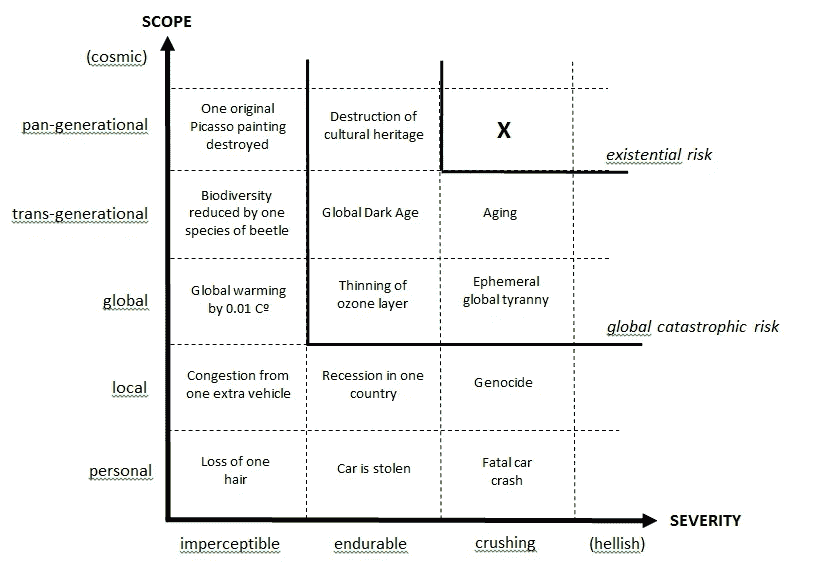 SCOPE
(cosmic)
pan-generational
One original
Picasso painting
destroyed
Destruction of
cultural heritage
X
existential risk
trans-generational
Biodiversity
reduced by one
species of beetle
Global Dark Age
Aging
global
Global warming
by 0.01 Cº
Thinning of
ozone layer
Ephemeral
global tyranny
global catastrophic risk
local
Congestion from
one extra vehicle
Recession in one
country
Genocide
personal
Loss of one
hair
Car is stolen
Fatal car
crash
SEVERITY
imperceptible
endurable
crushing
(hellish)